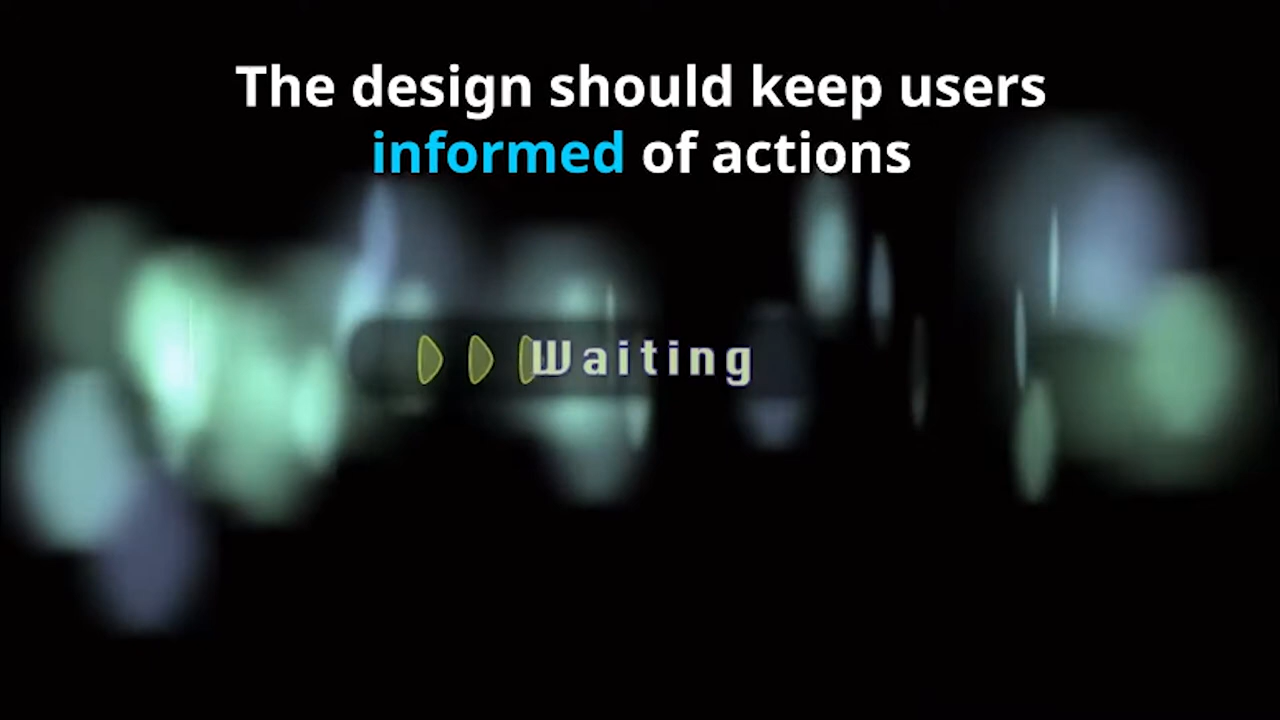 The design should keep users
informed of actions
Waiting